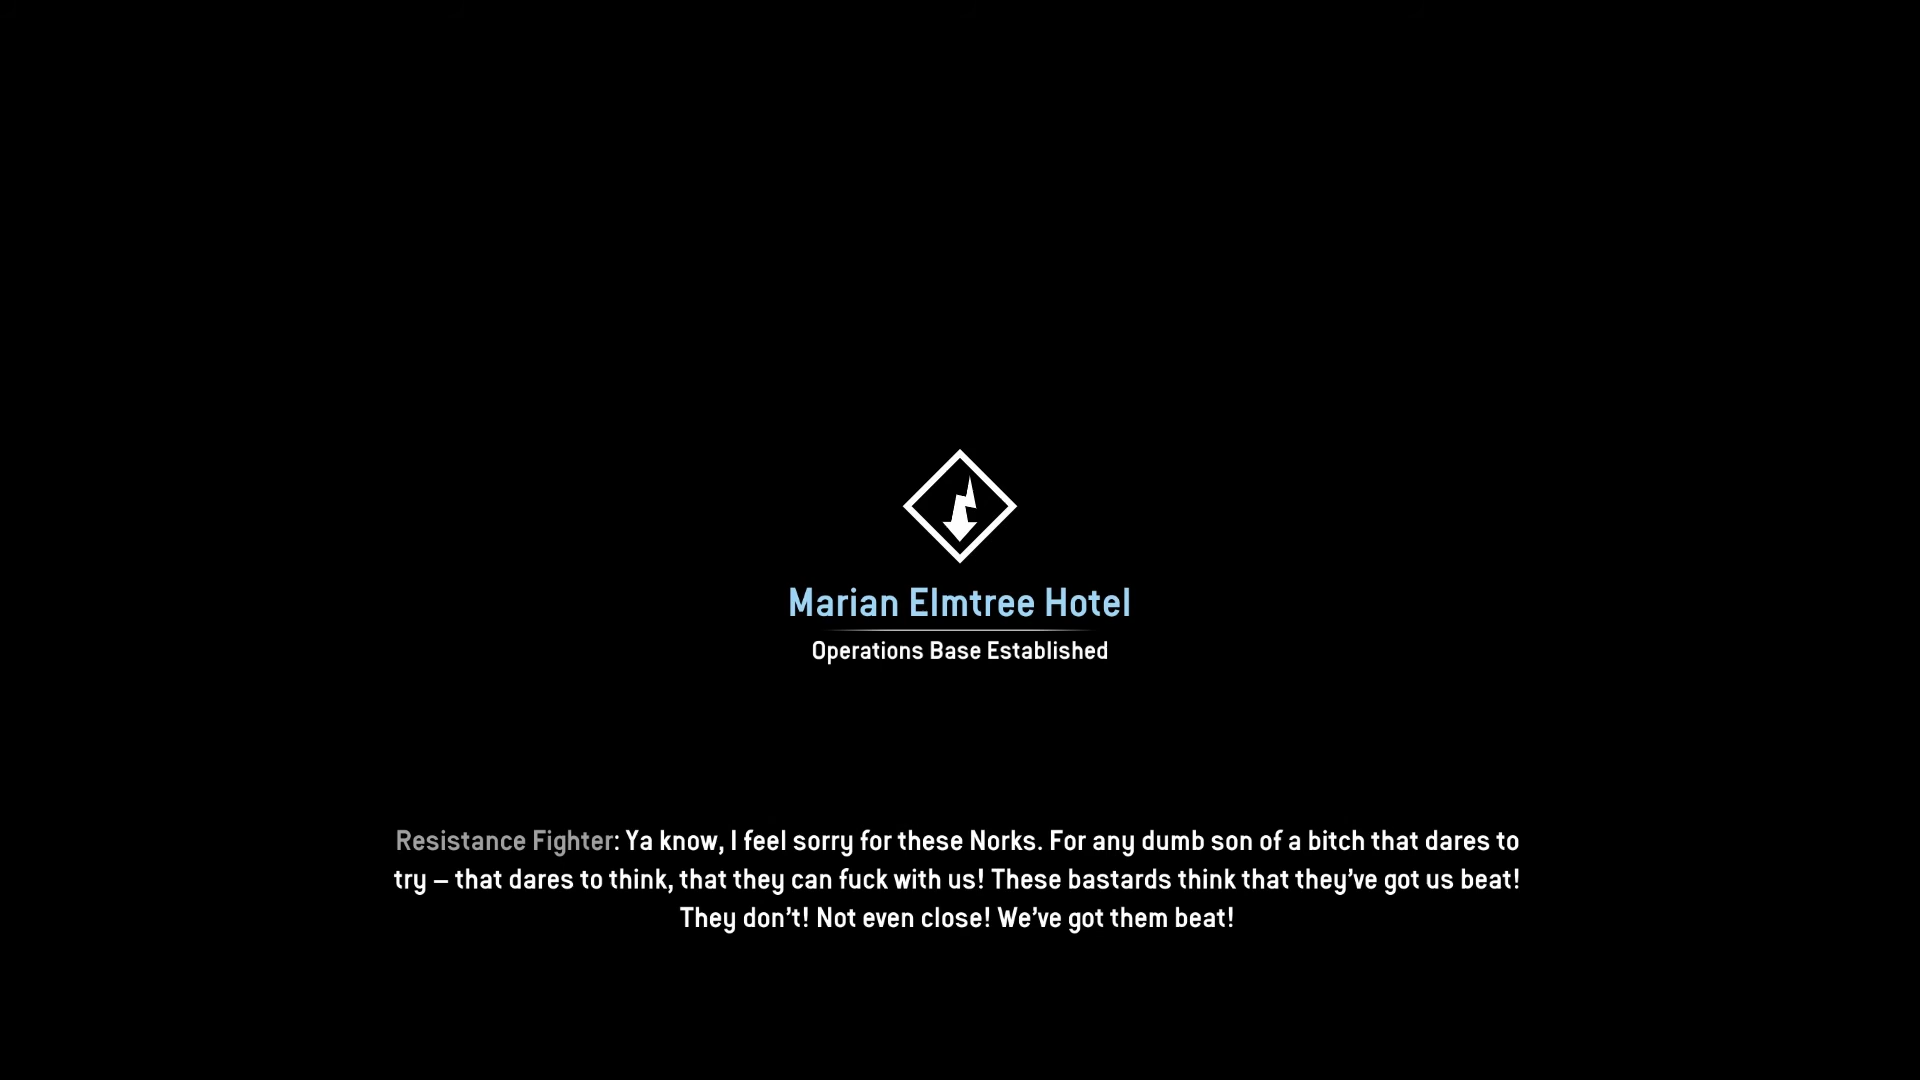 Marian Elmtree Hotel
Operations Base Established
Resistance Fighter: Ya know, I feel sorry for these Norks. For any dumb son of a bitch that dares to
try – that dares to think, that they can fuck with us! These bastards think that they’ve got us beat!
They don’t! Not even close! We’ve got them beat!